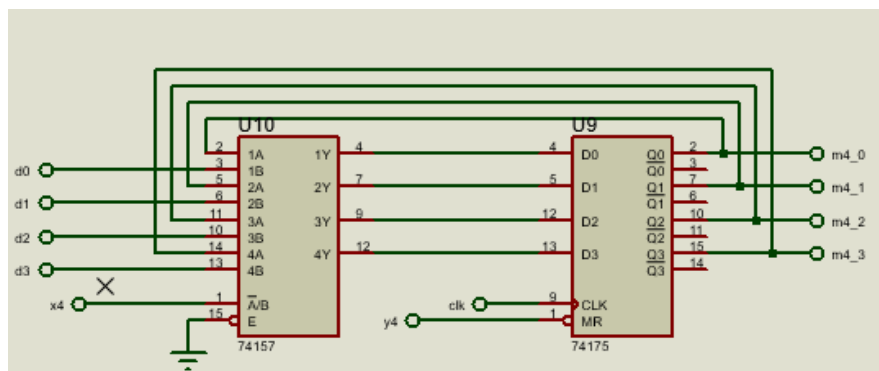 U10
U9
2 1A 1Y 4
4 D0 Q0 2
m4_0
d0
3 1B
Q0 3
5 2A 2Y 7
5 D1 Q1 7
m4_1
d1
6 2B
Q1 6
11 3A 3Y 9
12 D2 Q2 10
m4_2
d2
10 3B
Q2 11
14 4A 4Y 12
13 D3 Q3 15
m4_3
d3
13 4B
Q3 14
x4
1 A/B
clk
9 CLK
15 E
y4
1 MR
74157
74175